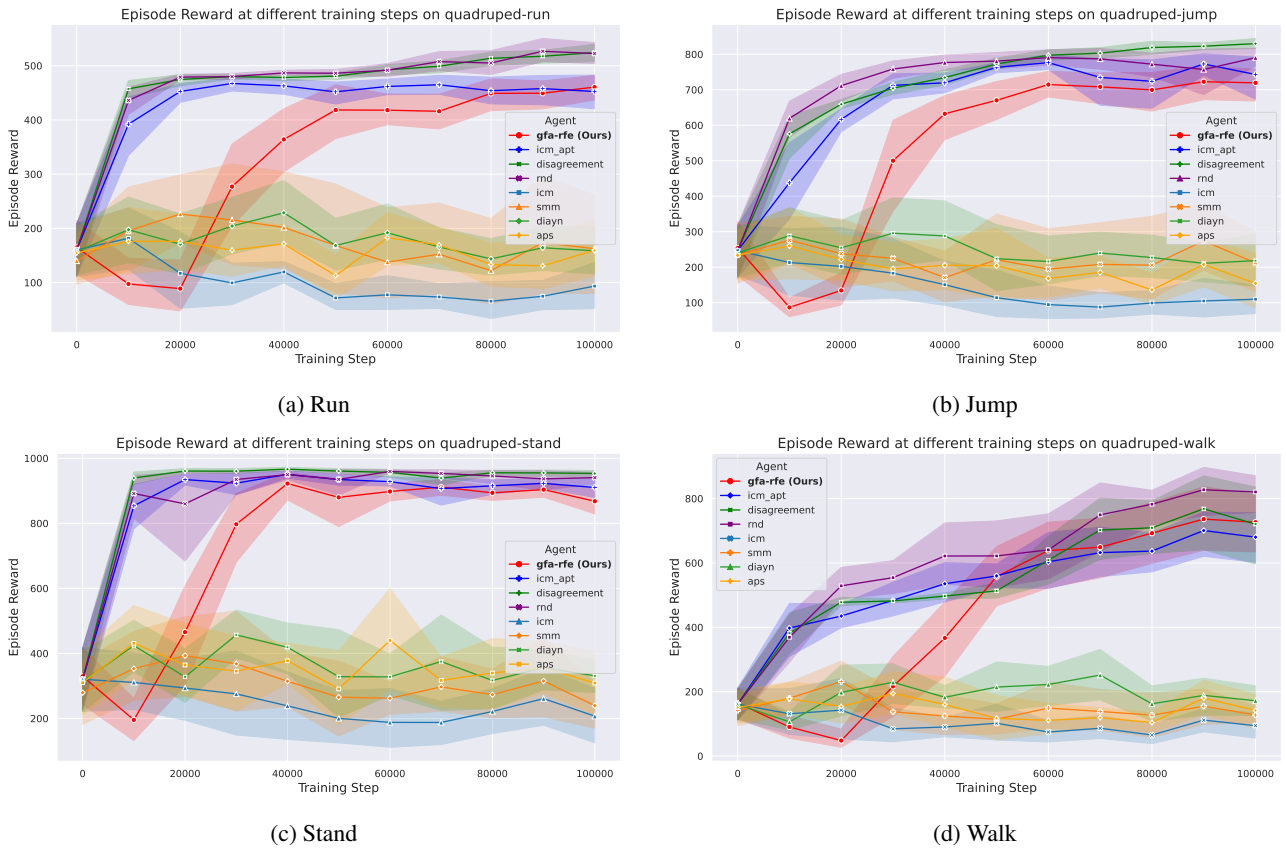 Episode Reward at different training steps on quadruped-run
Episode Reward
500
400
300
200
100
Agent
gfa-rfe (Ours)
icm_apt
disagreement
rnd
icm
smm
diayn
aps
0
20000
40000
60000
80000
100000
Training Step
(a) Run
Episode Reward at different training steps on quadruped-jump
Episode Reward
800
700
600
500
400
300
200
100
Agent
gfa-rfe (Ours)
icm_apt
disagreement
rnd
icm
smm
diayn
aps
0
20000
40000
60000
80000
100000
Training Step
(b) Jump
Episode Reward at different training steps on quadruped-stand
Episode Reward
1000
800
600
400
200
Agent
gfa-rfe (Ours)
icm_apt
disagreement
rnd
icm
smm
diayn
aps
0
20000
40000
60000
80000
100000
Training Step
(c) Stand
Episode Reward at different training steps on quadruped-walk
Episode Reward
800
600
400
200
0
Agent
gfa-rfe (Ours)
icm_apt
disagreement
rnd
icm
smm
diayn
aps
0
20000
40000
60000
80000
100000
Training Step
(d) Walk